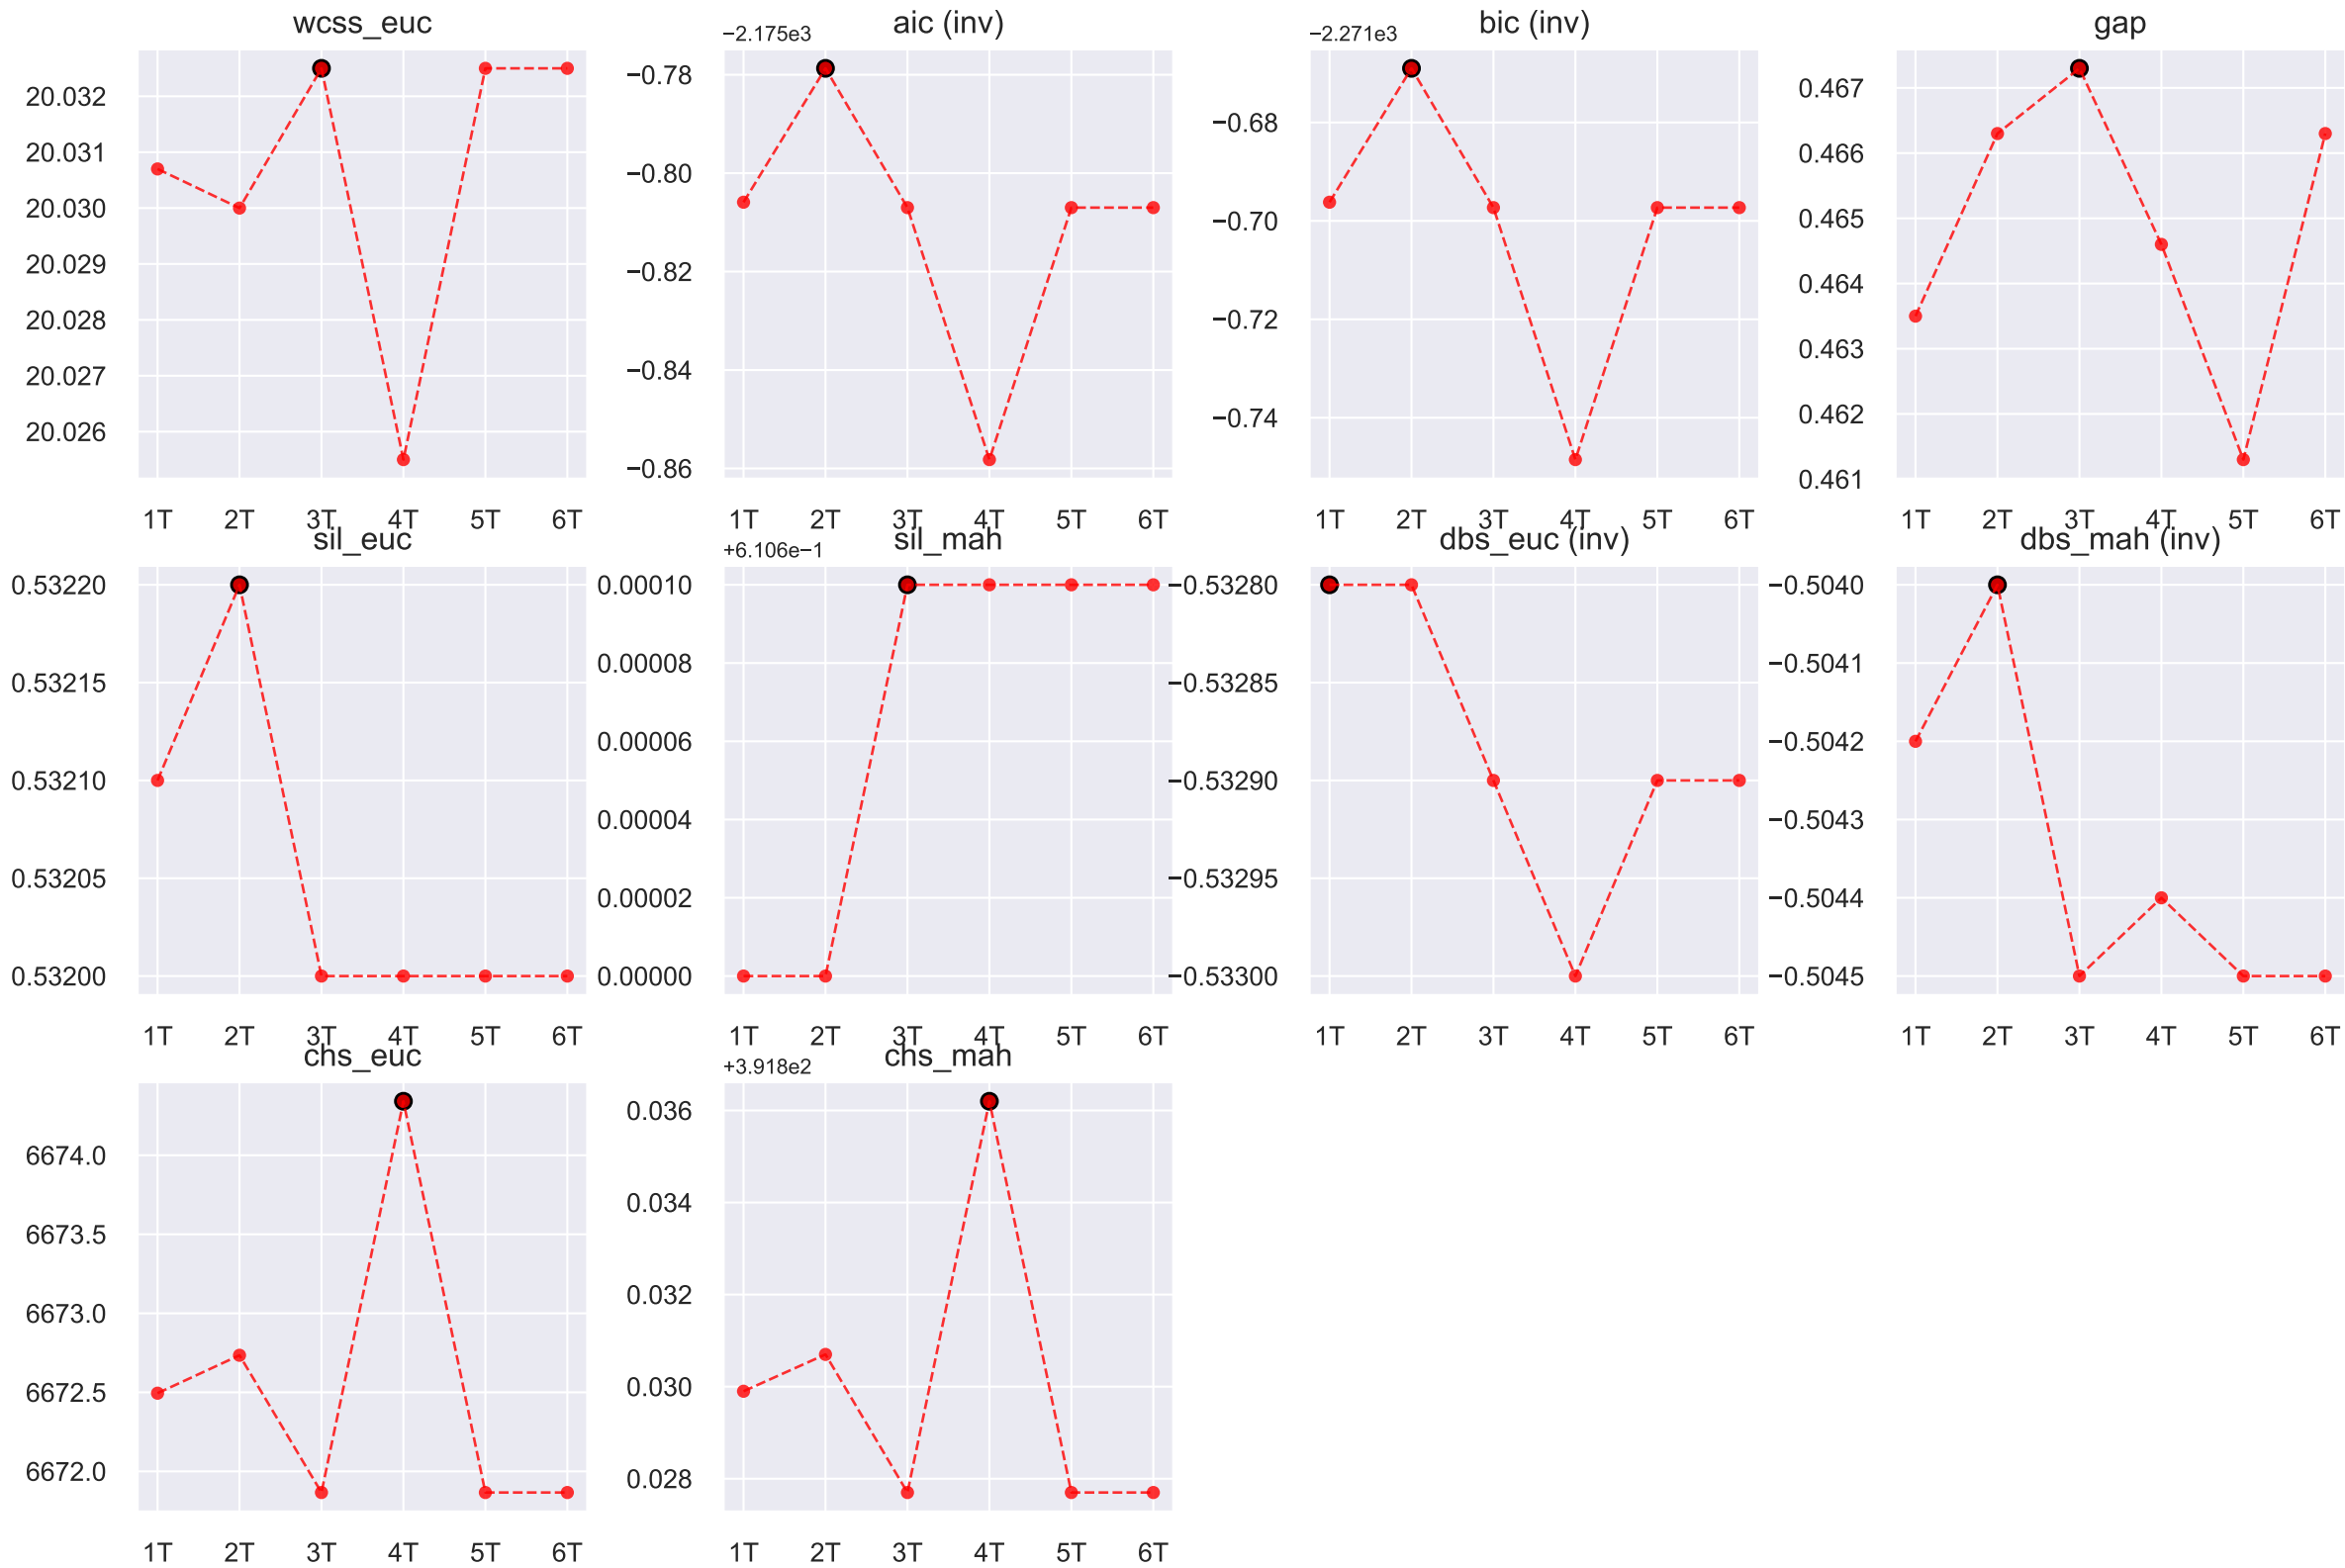 wcss_euc
20.032
20.031
20.030
20.029
20.028
20.027
20.026
1T 2T 3T 4T 5T 6T
aic (inv)
−2.175e3
−0.78
−0.80
−0.82
−0.84
−0.86
1T 2T 3T 4T 5T 6T
bic (inv)
−2.271e3
−0.68
−0.70
−0.72
−0.74
1T 2T 3T 4T 5T 6T
gap
0.467
0.466
0.465
0.464
0.463
0.462
0.461
1T 2T 3T 4T 5T 6T
sil_euc
0.53220
0.53215
0.53210
0.53205
0.53200
1T 2T 3T 4T 5T 6T
sil_mah
+6.106e−1
0.00010
0.00008
0.00006
0.00004
0.00002
0.00000
1T 2T 3T 4T 5T 6T
dbs_euc (inv)
−0.53280
−0.53285
−0.53290
−0.53295
−0.53300
1T 2T 3T 4T 5T 6T
dbs_mah (inv)
−0.5040
−0.5041
−0.5042
−0.5043
−0.5044
−0.5045
1T 2T 3T 4T 5T 6T
chs_euc
6674.0
6673.5
6673.0
6672.5
6672.0
1T 2T 3T 4T 5T 6T
chs_mah
+3.918e2
0.036
0.034
0.032
0.030
0.028
1T 2T 3T 4T 5T 6T